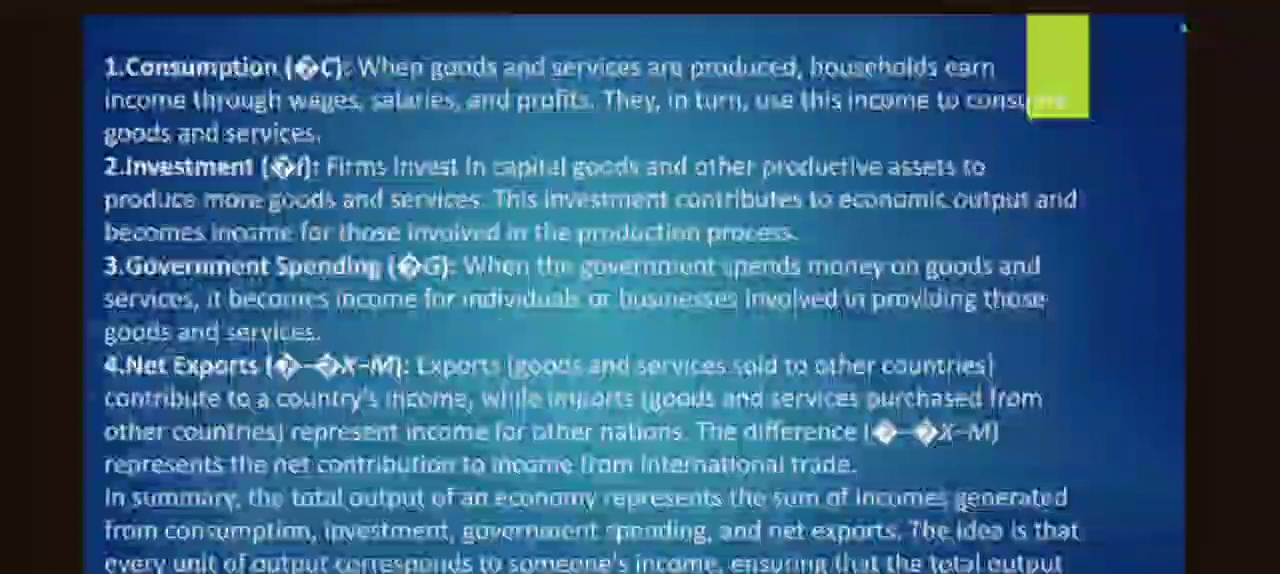 1.Consumption (�C): When goods and services are produced, households earn
income through wages, salaries, and profits. They, in turn, use this income to consume
goods and services.
2.Investment (�I): Firms invest in capital goods and other productive assets to
produce more goods and services. This investment contributes to economic output and
becomes income for those involved in the production process.
3.Government Spending (�G): When the government spends money on goods and
services, it becomes income for individuals or businesses involved in providing those
goods and services.
4.Net Exports (�−�X−M): Exports (goods and services sold to other countries)
contribute to a country's income, while imports (goods and services purchased from
other countries) represent income for other nations. The difference (�−�X−M)
represents the net contribution to income from international trade.
In summary, the total output of an economy represents the sum of incomes generated
from consumption, investment, government spending, and net exports. The idea is that
every unit of output corresponds to someone's income, ensuring that the total output